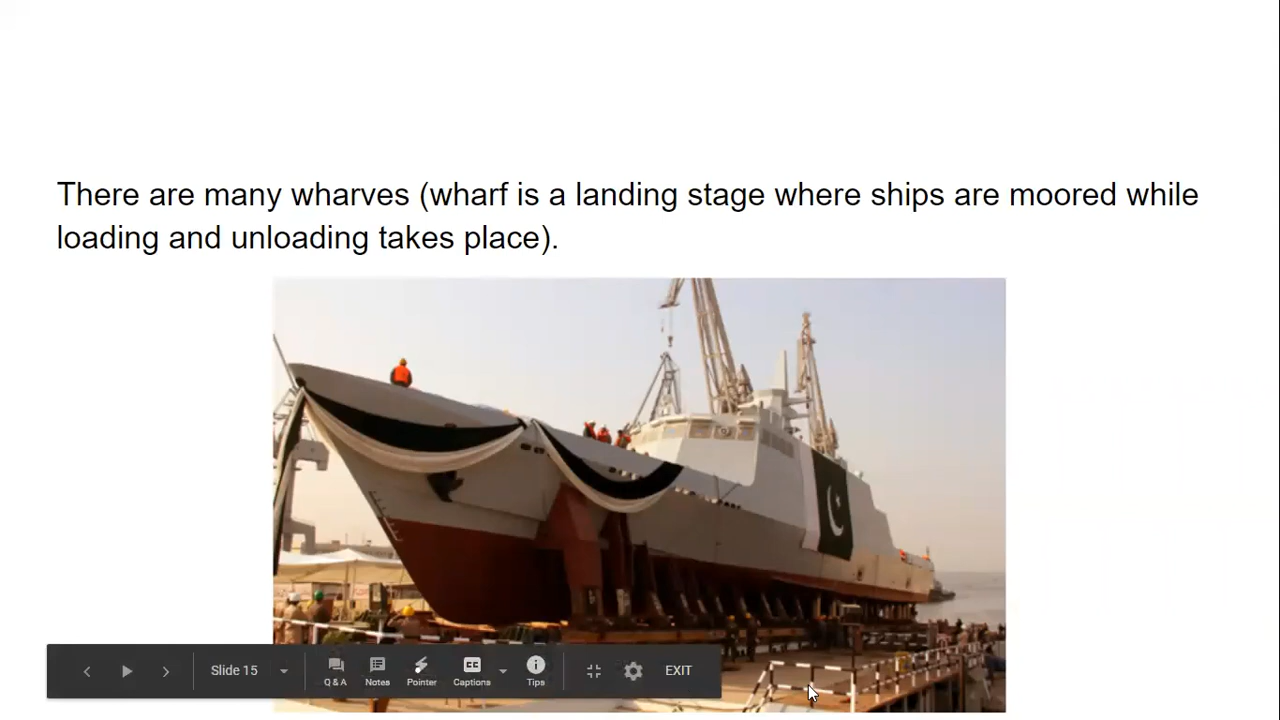 There are many wharves (wharf is a landing stage where ships are moored while
loading and unloading takes place).
Slide 15
Q & A
Notes
Pointer
CC
Captions
Tips
EXIT